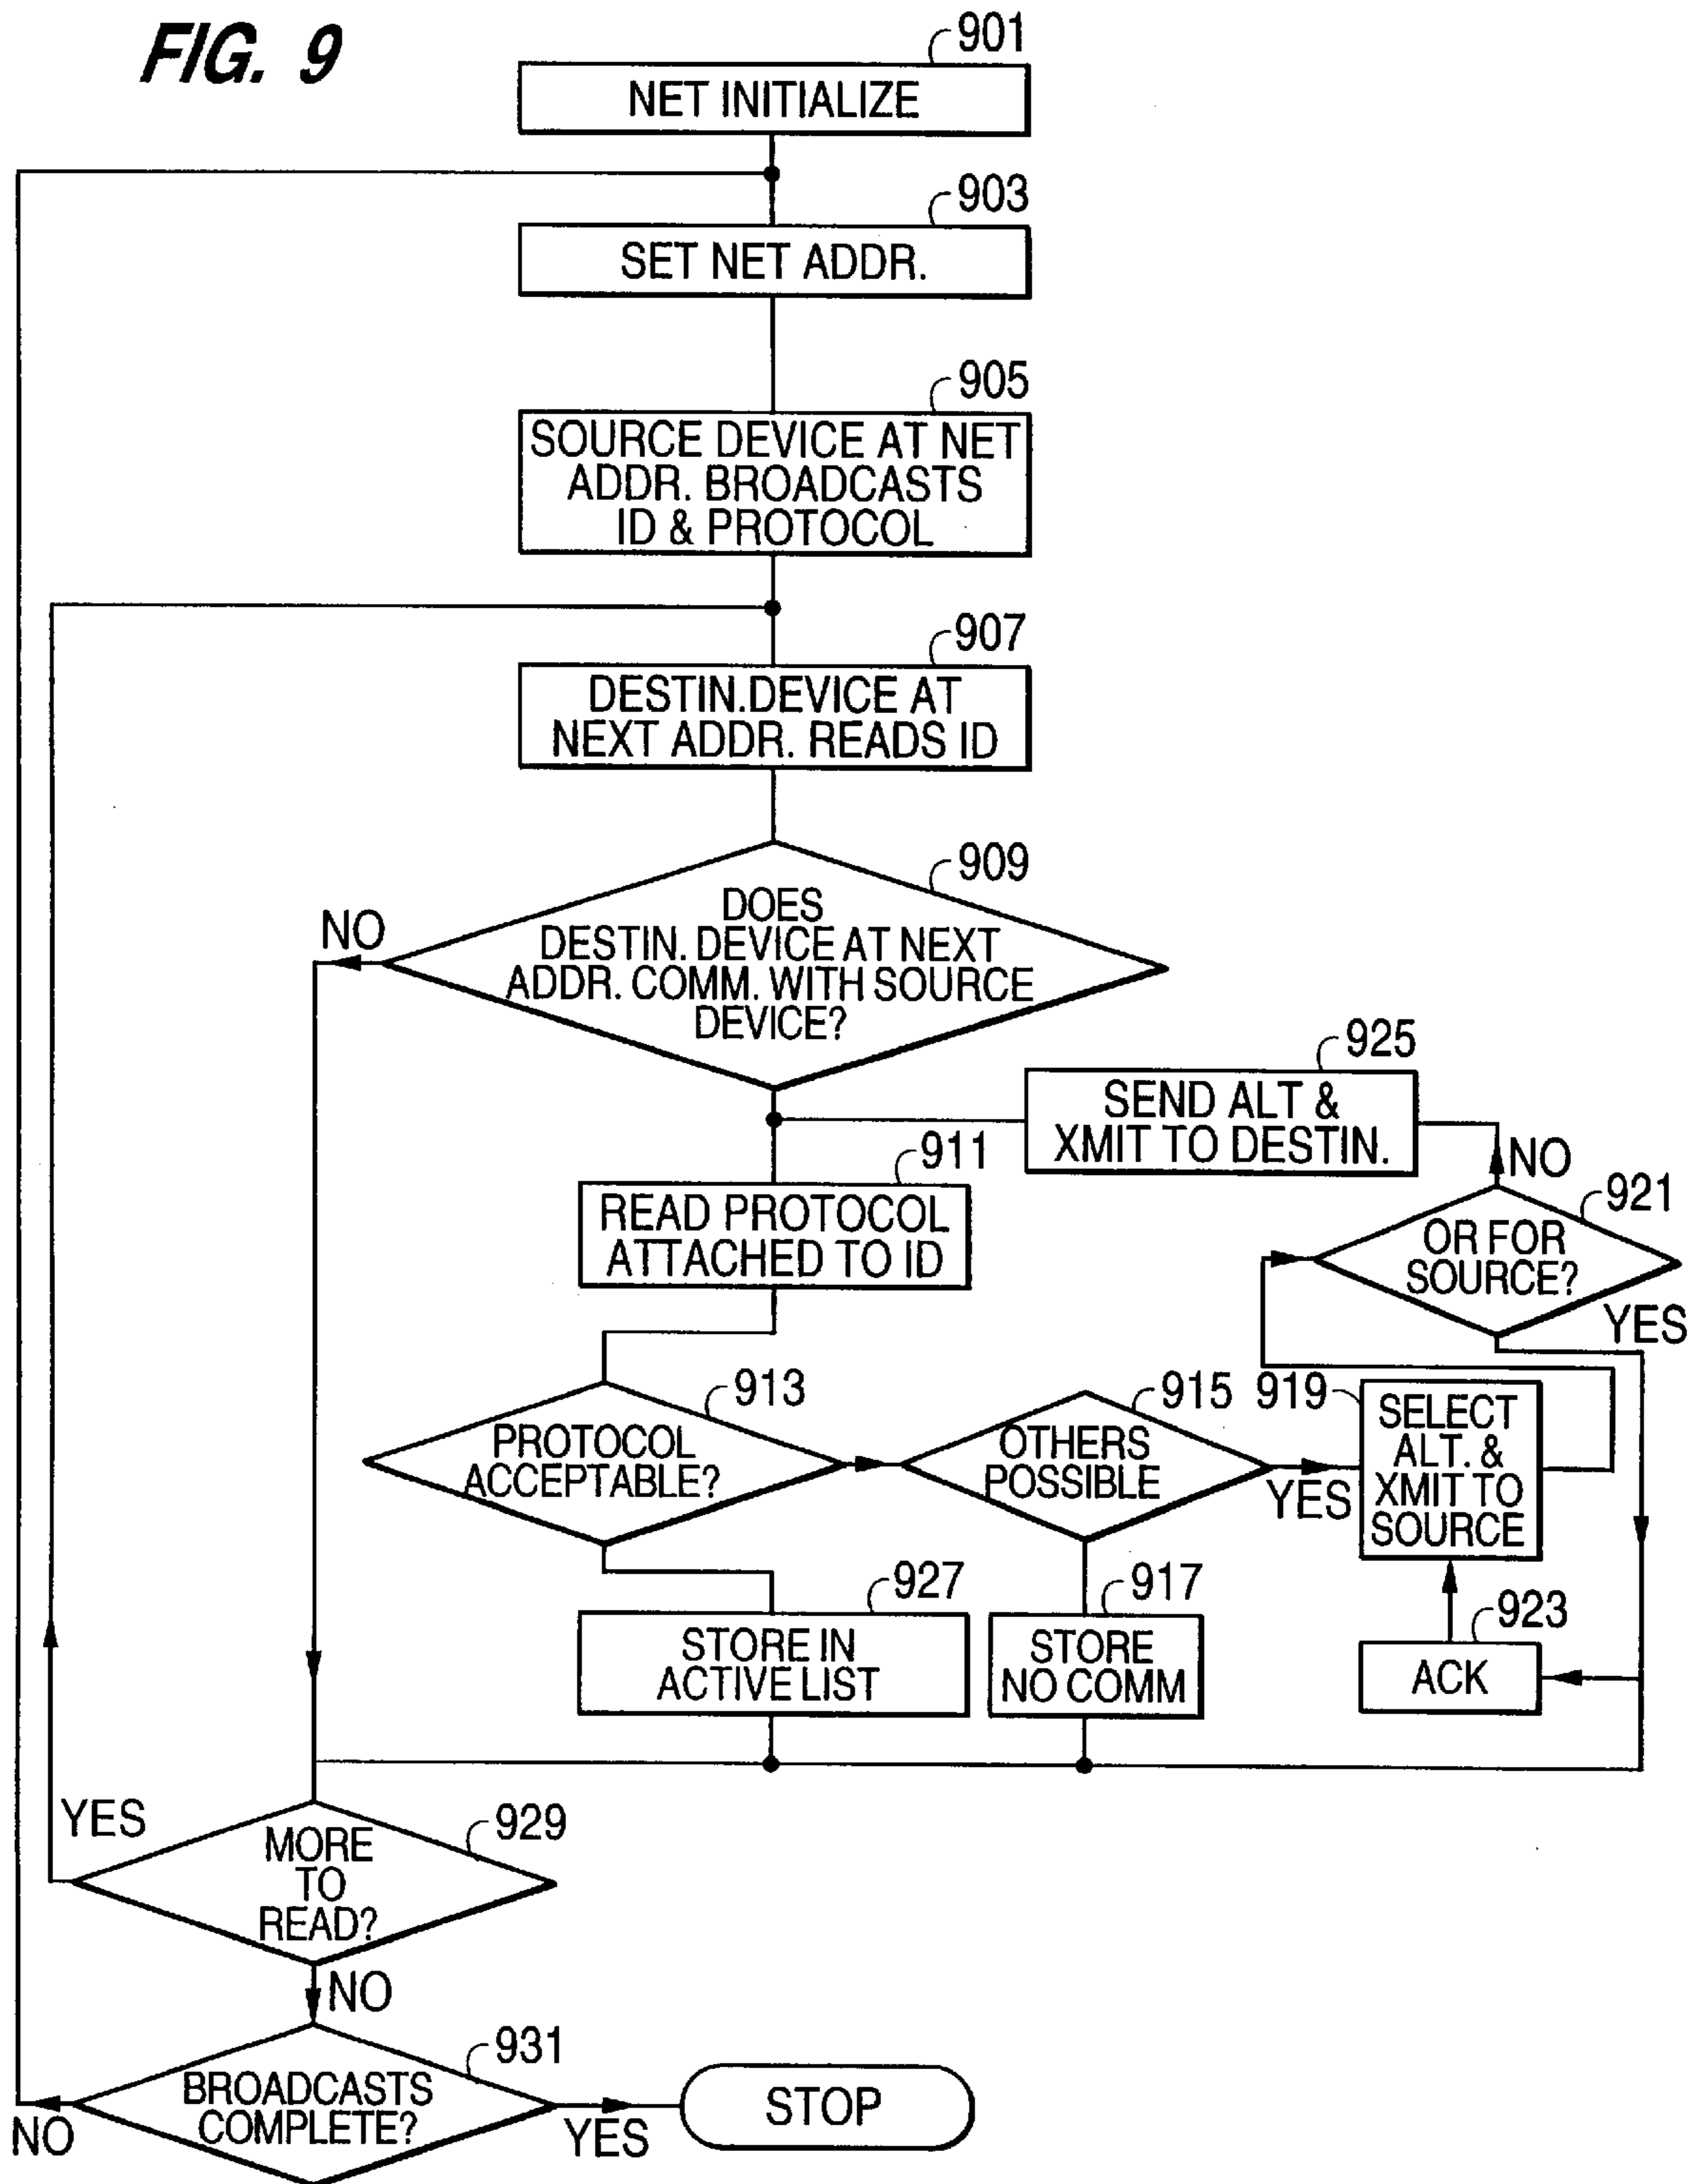 FIG. 9
901
NET INITIALIZE
903
SET NET ADDR.
905
SOURCE DEVICE AT NET
ADDR. BROADCASTS
ID & PROTOCOL
907
DESTIN.DEVICE AT
NEXT ADDR. READS ID
909
DOES
DESTIN. DEVICE AT NEXT
ADDR. COMM. WITH SOURCE
DEVICE?
NO
925
SEND ALT &
XMIT TO DESTIN.
911
READ PROTOCOL
ATTACHED TO ID
NO
921
OR FOR
SOURCE?
YES
913
PROTOCOL
ACCEPTABLE?
915
OTHERS
POSSIBLE
YES
919
SELECT
ALT. &
XMIT TO
SOURCE
927
STORE IN
ACTIVE LIST
917
STORE
NO COMM
923
ACK
YES
929
MORE
TO
READ?
NO
931
BROADCASTS
COMPLETE?
NO
YES
STOP